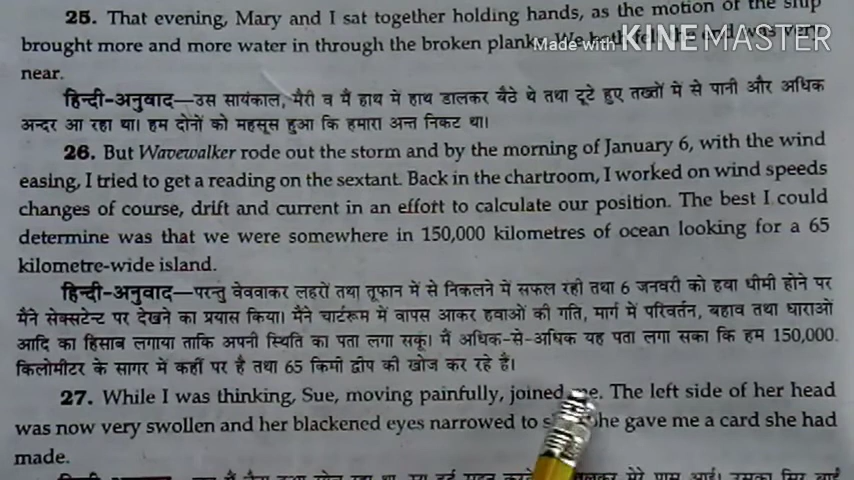 25. That evening, Mary and I sat together holding hands, as the motion of the ship
brought more and more water in through the broken planks. We both felt the end was very
Made with KINEMASTER
near.
हिन्दी-अनुवाद—उस सायंकाल, मैरी व मैं हाथ में हाथ डालकर बैठे थे तथा टूटे हुए तख्तों में से पानी और अधिक
अन्दर आ रहा था। हम दोनों को महसूस हुआ कि हमारा अन्त निकट था।
26. But Wavewalker rode out the storm and by the morning of January 6, with the wind
easing, I tried to get a reading on the sextant. Back in the chartroom, I worked on wind speeds
changes of course, drift and current in an effort to calculate our position. The best I could
determine was that we were somewhere in 150,000 kilometres of ocean looking for a 65
kilometre-wide island.
हिन्दी-अनुवाद—परन्तु वेववाकर लहरों तथा तूफान में से निकलने में सफल रही तथा 6 जनवरी को हवा धीमी होने पर
मैंने सेक्सटेन्ट पर देखने का प्रयास किया। मैंने चार्टरूम में वापस आकर हवाओं की गति, मार्ग में परिवर्तन, बहाव तथा धाराओं
आदि का हिसाब लगाया ताकि अपनी स्थिति का पता लगा सकूं। मैं अधिक-से-अधिक यह पता लगा सका कि हम 150,000
किलोमीटर के सागर में कहीं पर है तथा 65 किमी द्वीप की खोज कर रहे हैं।
27. While I was thinking, Sue, moving painfully, joined me. The left side of her head
was now very swollen and her blackened eyes narrowed to she gave me a card she had
made.